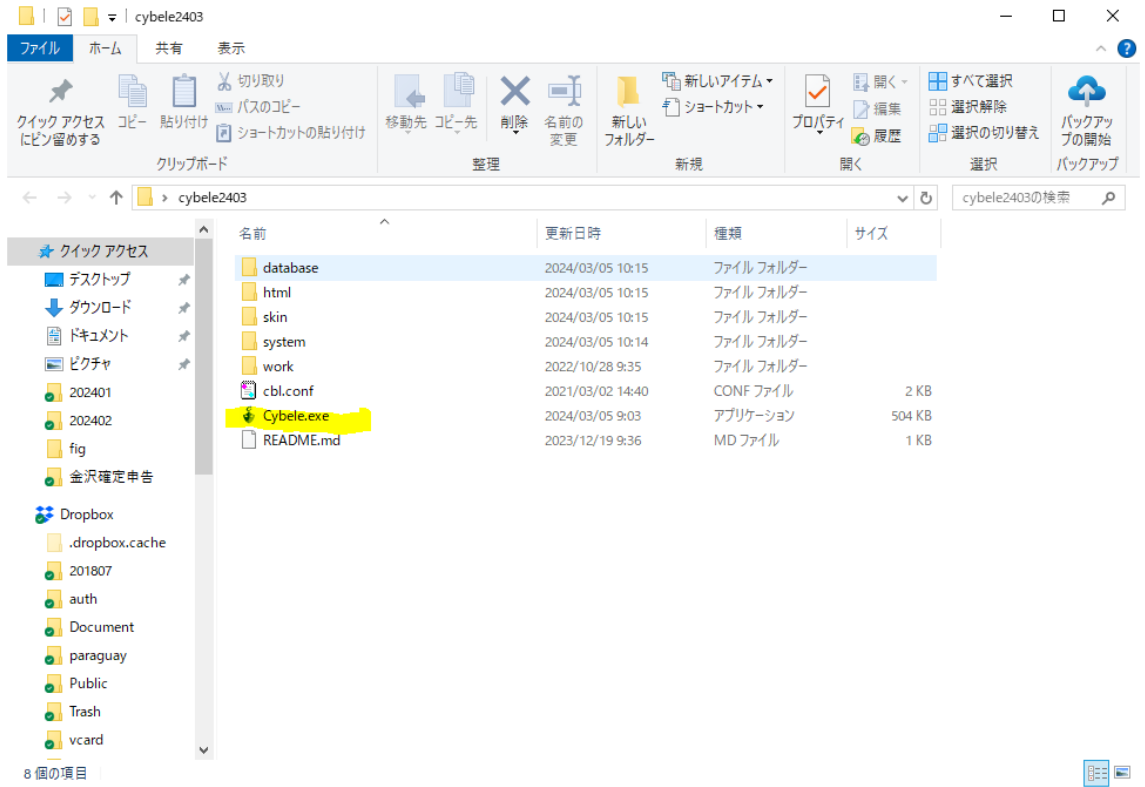 cybele2403
ファイル ホーム 共有 表示
クイック アクセス
にピン留めする
コピー
貼り付け
切り取り
パスのコピー
ショートカットの貼り付け
クリップボード
移動先
コピー先
削除
名前の
変更
整理
新しい
フォルダー
新しいアイテム
ショートカット
新規
プロパティ
開く
編集
履歴
開く
すべて選択
選択解除
選択の切り替え
選択
バックアッ
プの開始
バックアップ
cybele2403
cybele2403の検索
クイック アクセス
デスクトップ
ダウンロード
ドキュメント
ピクチャ
202401
202402
fig
金沢確定申告
Dropbox
.dropbox.cache
201807
auth
Document
paraguay
Public
Trash
vcard
名前 更新日時 種類 サイズ
database 2024/03/05 10:15 ファイル フォルダー
html 2024/03/05 10:15 ファイル フォルダー
skin 2024/03/05 10:15 ファイル フォルダー
system 2024/03/05 10:14 ファイル フォルダー
work 2022/10/28 9:35 ファイル フォルダー
cbl.conf 2021/03/02 14:40 CONF ファイル 2 KB
Cybele.exe 2024/03/05 9:03 アプリケーション 504 KB
README.md 2023/12/19 9:36 MD ファイル 1 KB
8 個の項目